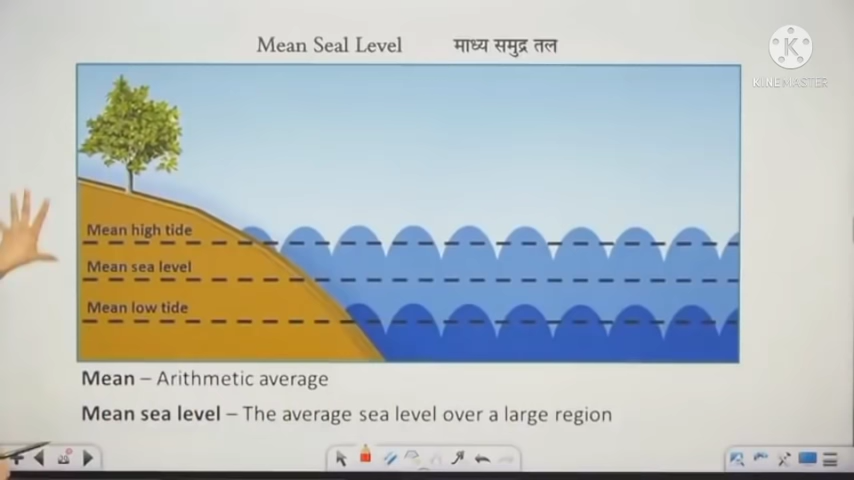 Mean Seal Level माध्य समुद्र तल
KINEMASTER
Mean high tide
Mean sea level
Mean low tide
Mean – Arithmetic average
Mean sea level – The average sea level over a large region